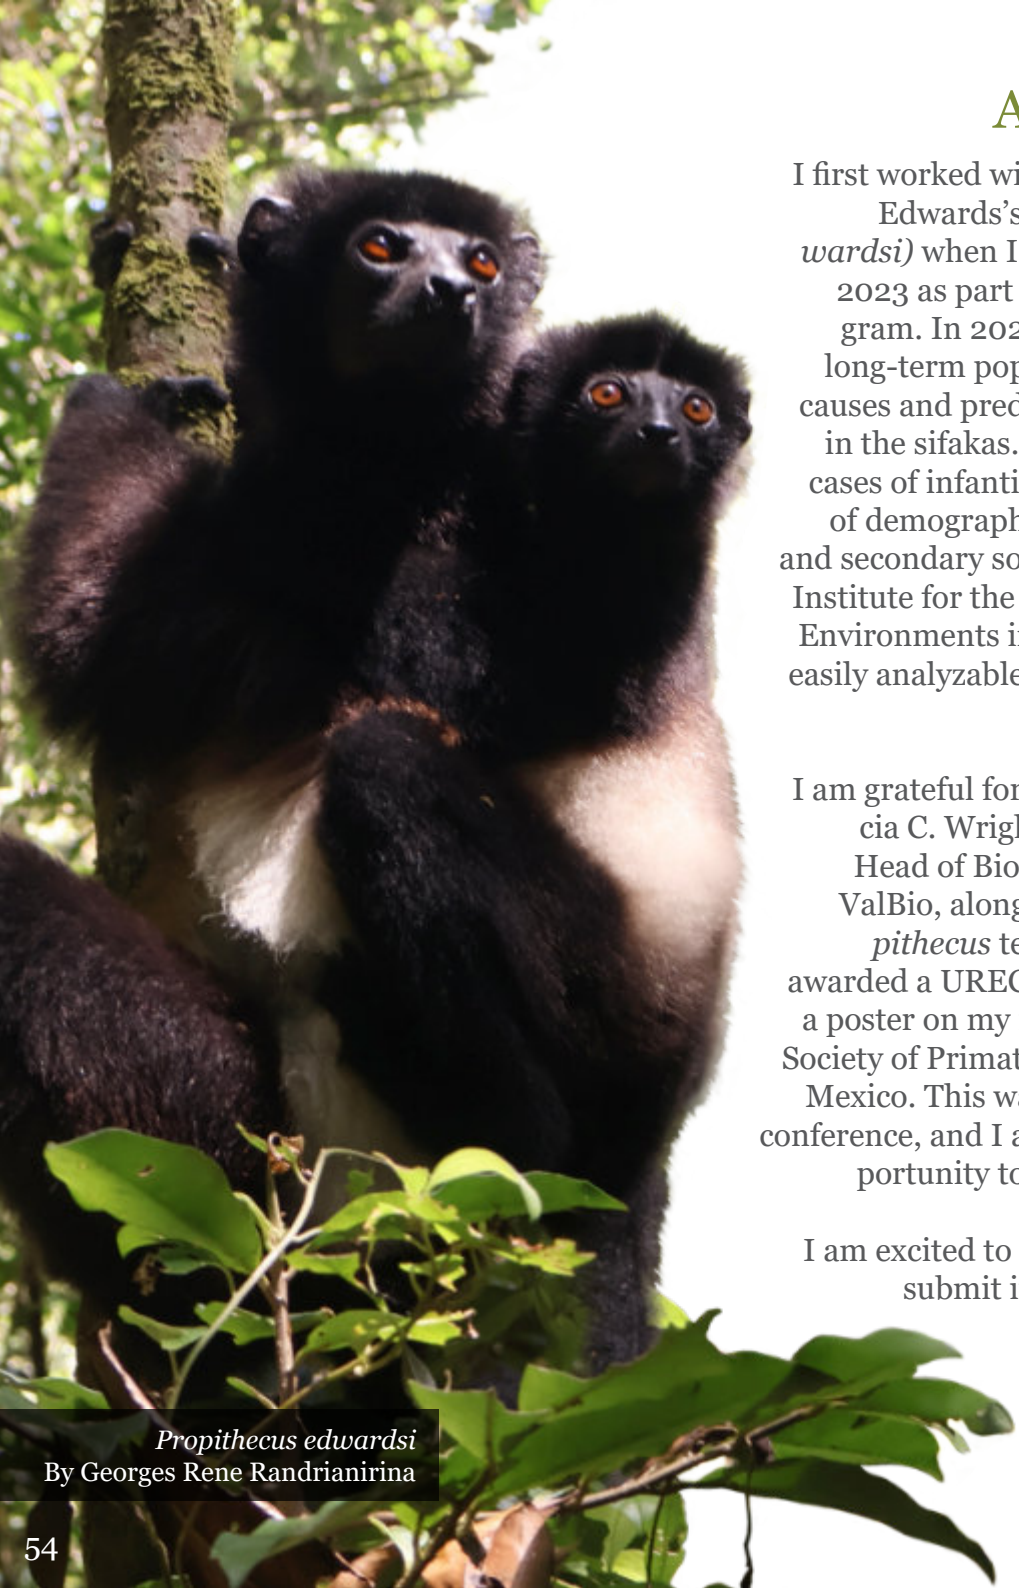 A
I first worked wi
Edwards’s
wardsi) when I
2023 as part
gram. In 202
long-term pop
causes and pred
in the sifakas.
cases of infanti
of demograph
and secondary so
Institute for the
Environments i
easily analyzable
I am grateful for
cia C. Wrigh
Head of Bio
ValBio, along
pithecus te
awarded a UREC
a poster on my
Society of Primat
Mexico. This wa
conference, and I a
portunity to
I am excited to
submit i
Propithecus edwardsi
By Georges Rene Randrianirina
54